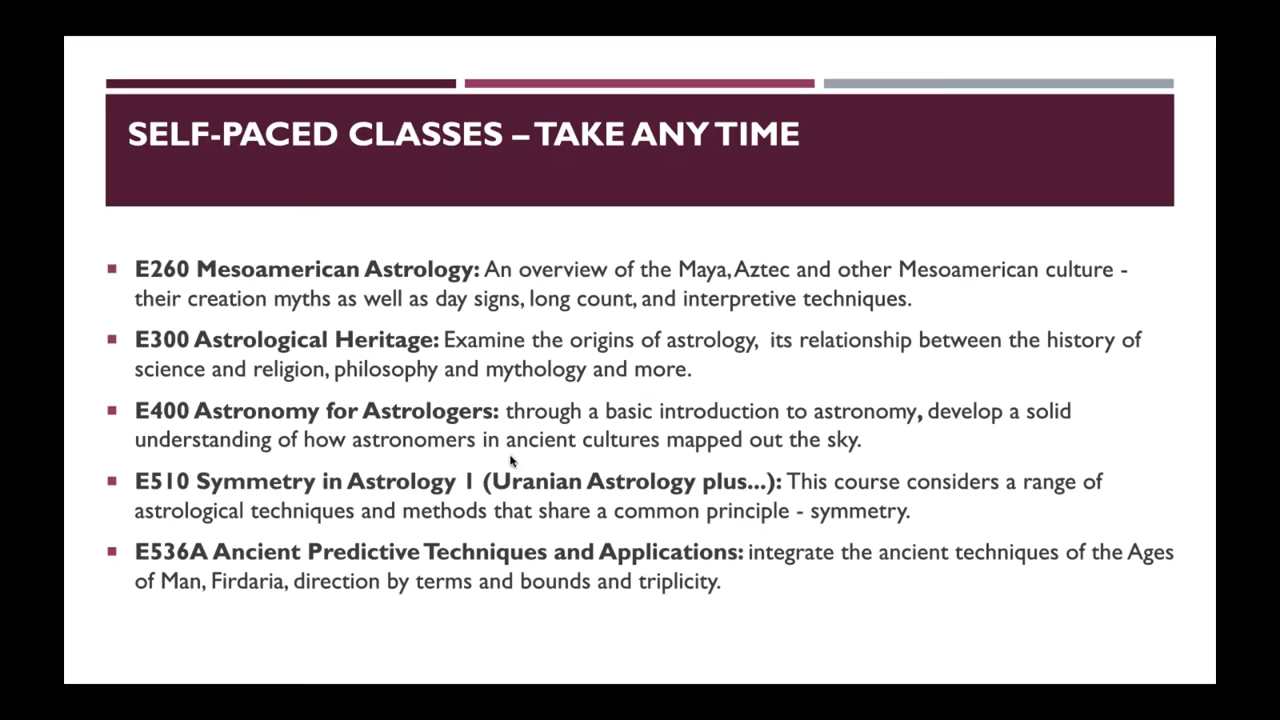 SELF-PACED CLASSES – TAKE ANY TIME
▪ E260 Mesoamerican Astrology: An overview of the Maya, Aztec and other Mesoamerican culture -
their creation myths as well as day signs, long count, and interpretive techniques.
▪ E300 Astrological Heritage: Examine the origins of astrology,  its relationship between the history of
science and religion, philosophy and mythology and more.
▪ E400 Astronomy for Astrologers: through a basic introduction to astronomy, develop a solid
understanding of how astronomers in ancient cultures mapped out the sky.
▪ E510 Symmetry in Astrology 1 (Uranian Astrology plus...): This course considers a range of
astrological techniques and methods that share a common principle - symmetry.
▪ E536A Ancient Predictive Techniques and Applications: integrate the ancient techniques of the Ages
of Man, Firdaria, direction by terms and bounds and triplicity.